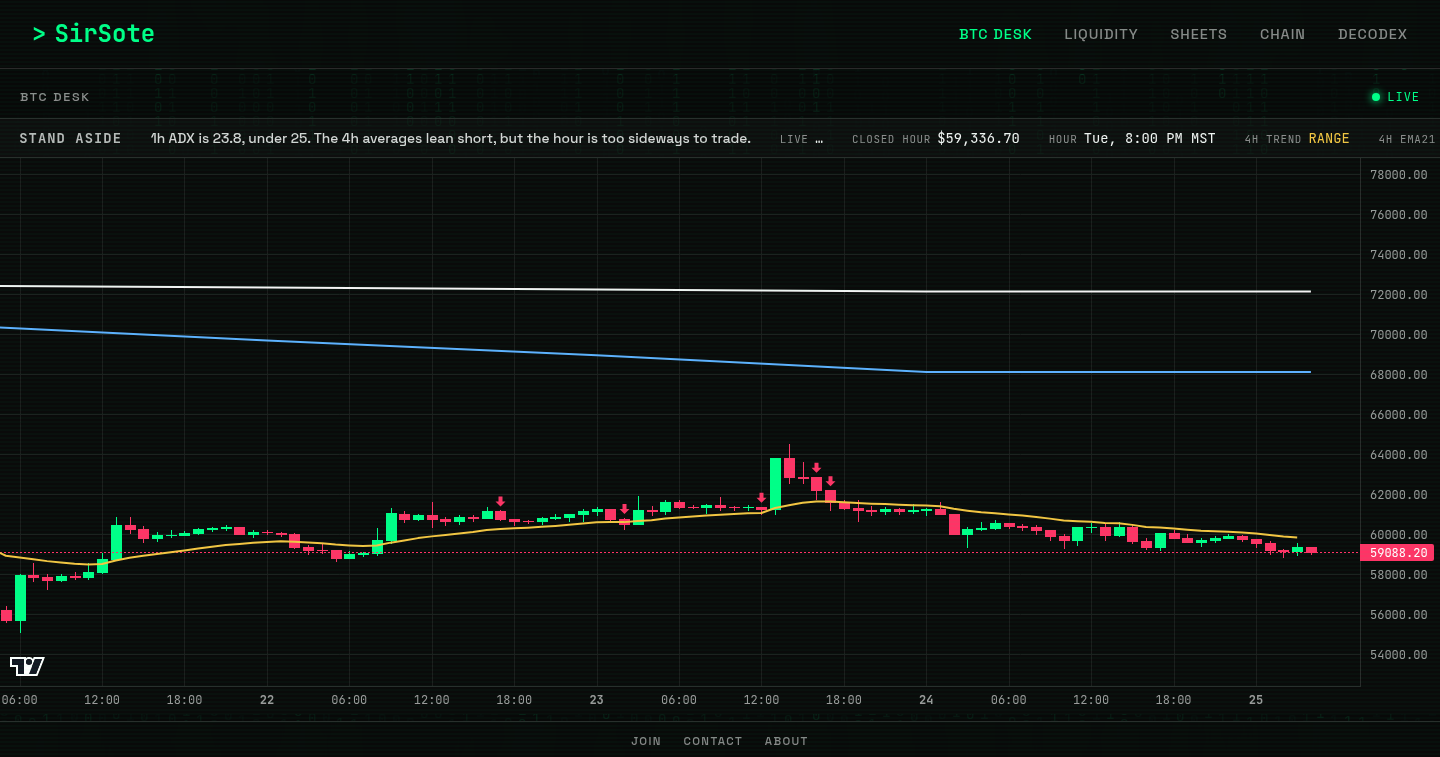 > SirSote
BTC DESK LIQUIDITY SHEETS CHAIN DECODEX
BTC DESK
LIVE
STAND ASIDE 1h ADX is 23.8, under 25. The 4h averages lean short, but the hour is too sideways to trade. LIVE … CLOSED HOUR $59,336.70 HOUR Tue, 8:00 PM MST 4H TREND RANGE 4H EMA21
78000.00
76000.00
74000.00
72000.00
70000.00
68000.00
66000.00
64000.00
62000.00
60000.00
59088.20
58000.00
56000.00
54000.00
06:00 12:00 18:00 22 06:00 12:00 18:00 23 06:00 12:00 18:00 24 06:00 12:00 18:00 25
JOIN CONTACT ABOUT